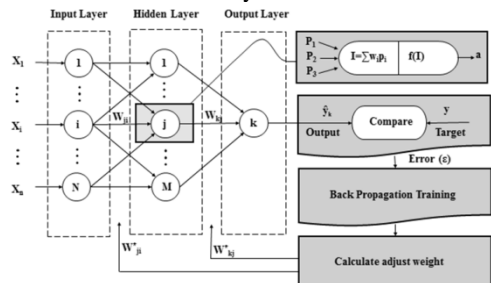 Input Layer Hidden Layer Output Layer
P₁
P₂
P₃
I=∑wᵢpᵢ f(I) a
X₁ 1 1
Xᵢ i Wⱼᵢ j Wₖⱼ k
ŷₖ Compare y
Output Target
Error (ε)
Xₙ N M
Back Propagation Training
W*ⱼᵢ W*ₖⱼ
Calculate adjust weight